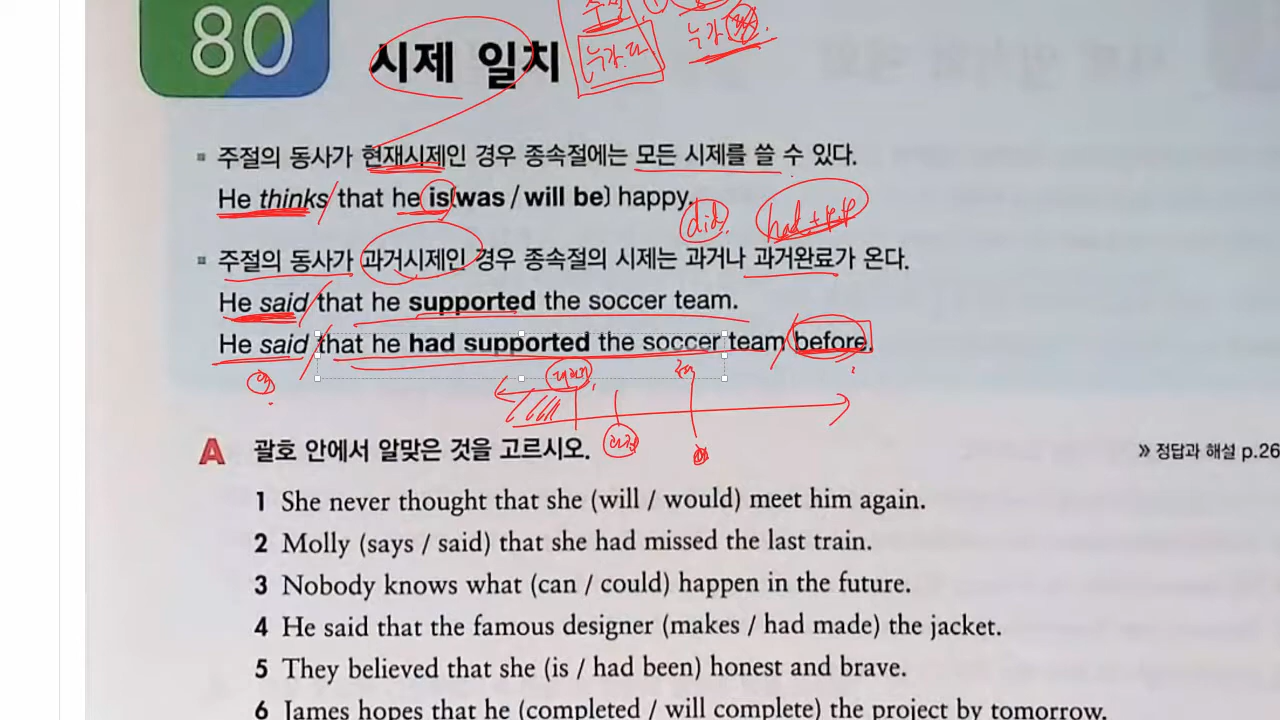 80
시제 일치
주절
누가.다
누가
주절의 동사가 현재시제인 경우 종속절에는 모든 시제를 쓸 수 있다.
He thinks that he is(was / will be) happy.
did
had + p.p
주절의 동사가 과거시제인 경우 종속절의 시제는 과거나 과거완료가 온다.
He said that he supported the soccer team.
He said that he had supported the soccer team before.
A 괄호 안에서 알맞은 것을 고르시오.
» 정답과 해설 p.26
1 She never thought that she (will / would) meet him again.
2 Molly (says / said) that she had missed the last train.
3 Nobody knows what (can / could) happen in the future.
4 He said that the famous designer (makes / had made) the jacket.
5 They believed that she (is / had been) honest and brave.
6 James hopes that he (completed / will complete) the project by tomorrow.